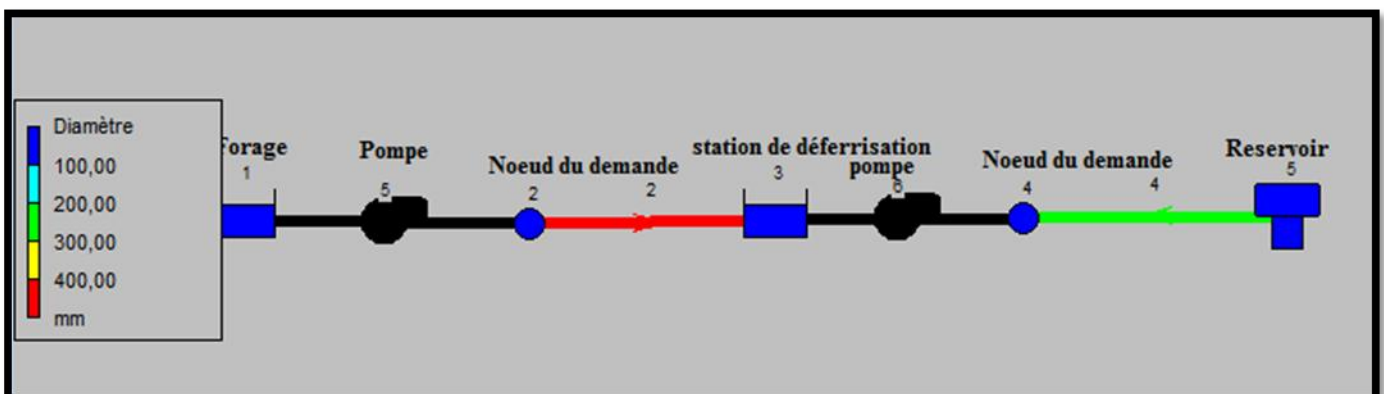 Diamètre
100,00
200,00
300,00
400,00
mm
Forage
1
Pompe
5
Noeud du demande
2
2
station de déferrisation
3
pompe
6
Noeud du demande
4
4
Reservoir
5